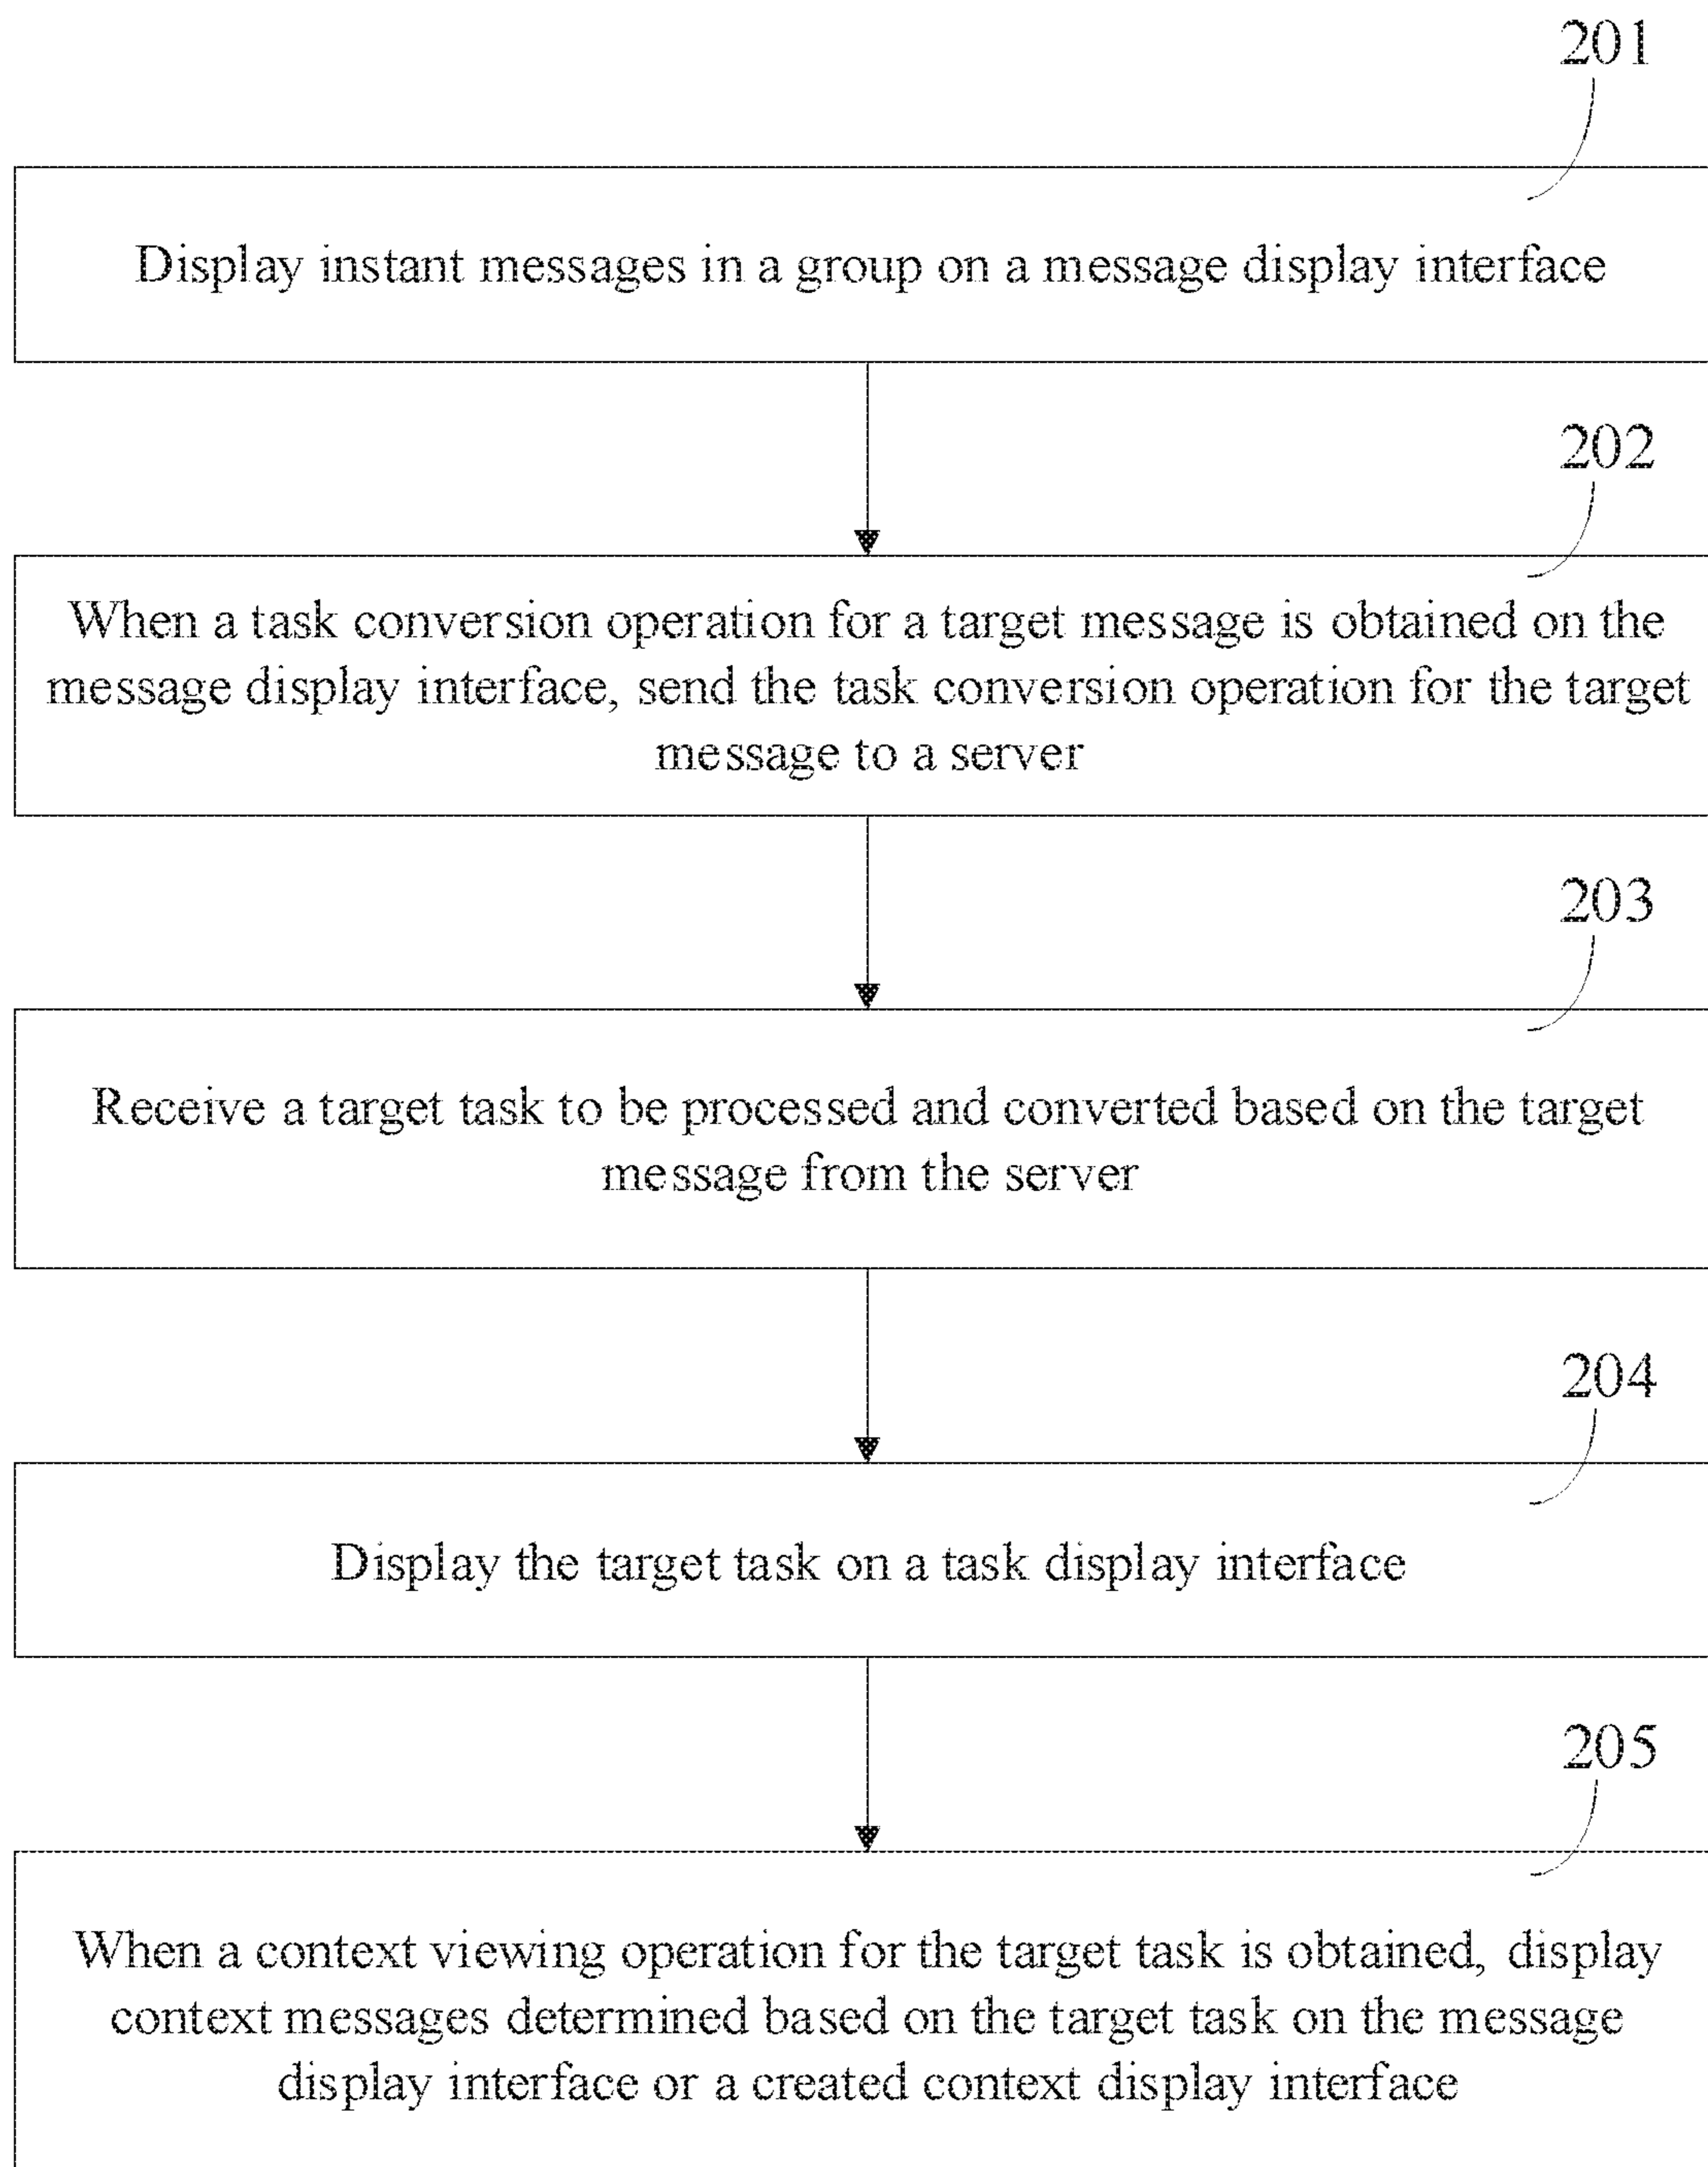 201
Display instant messages in a group on a message display interface
202
When a task conversion operation for a target message is obtained on the
message display interface, send the task conversion operation for the target
message to a server
203
Receive a target task to be processed and converted based on the target
message from the server
204
Display the target task on a task display interface
205
When a context viewing operation for the target task is obtained, display
context messages determined based on the target task on the message
display interface or a created context display interface